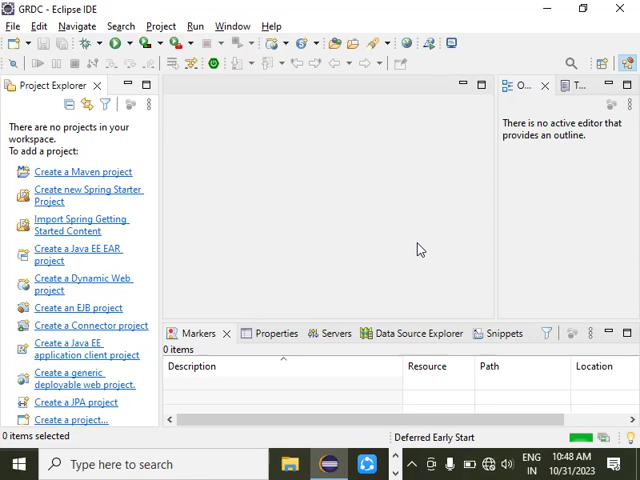 GRDC - Eclipse IDE
File Edit Navigate Search Project Run Window Help
Project Explorer
O... T...
There are no projects in your
workspace.
To add a project:
Create a Maven project
Create new Spring Starter
Project
Import Spring Getting
Started Content
Create a Java EE EAR
project
Create a Dynamic Web
project
Create an EJB project
Create a Connector project
Create a Java EE
application client project
Create a generic
deployable web project.
Create a JPA project
Create a project...
There is no active editor that
provides an outline.
Markers Properties Servers Data Source Explorer Snippets
0 items
Description Resource Path Location
0 items selected
Deferred Early Start
Type here to search
ENG
IN
10:48 AM
10/31/2023